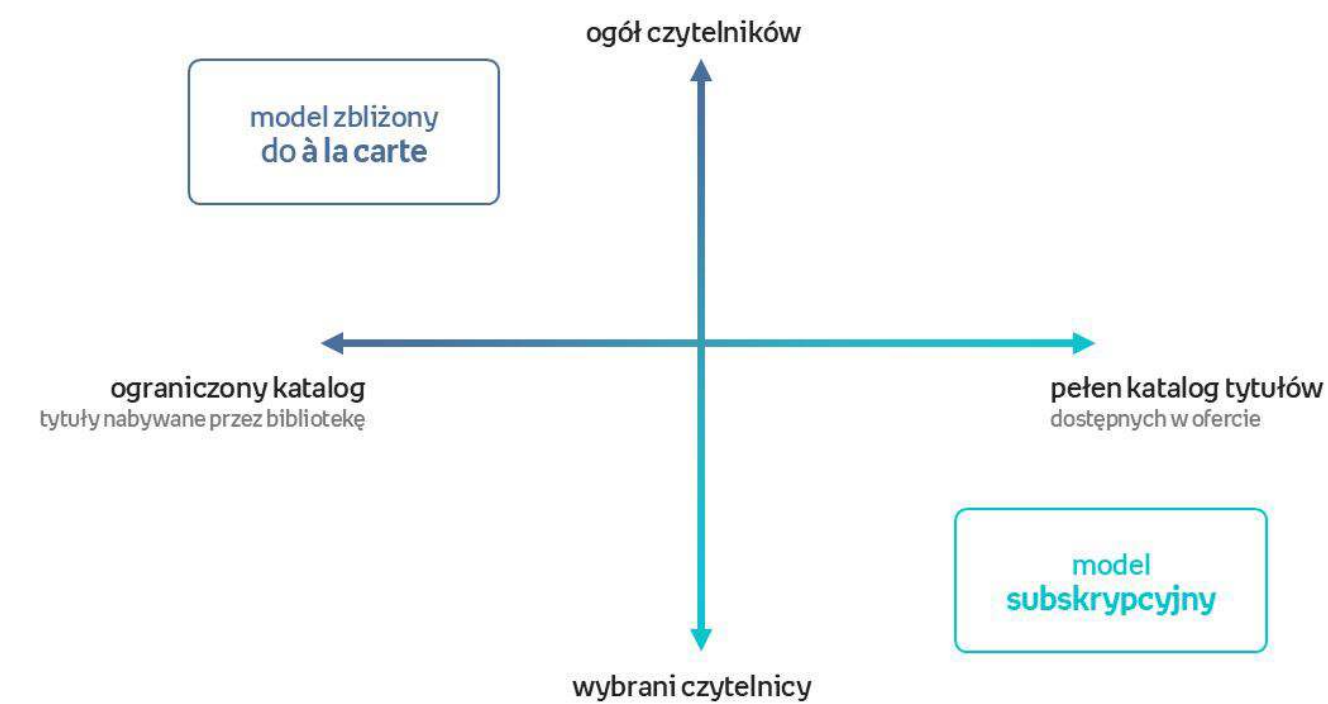 ogół czytelników
model zbliżony
do à la carte
ograniczony katalog
tytuły nabywane przez bibliotekę
pełen katalog tytułów
dostępnych w ofercie
model
subskrypcyjny
wybrani czytelnicy